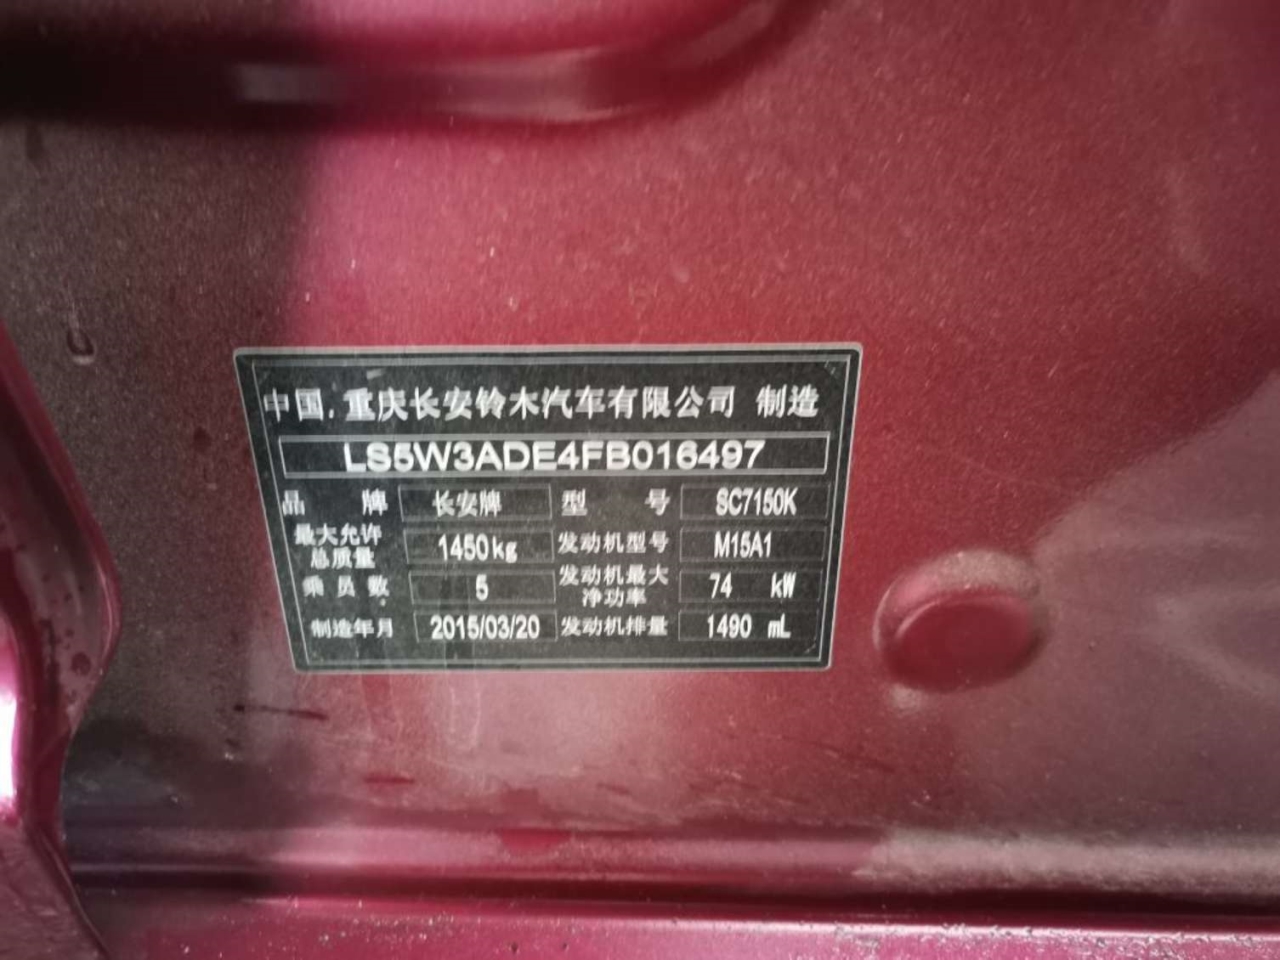 中国.重庆长安铃木汽车有限公司 制造
LS5W3ADE4FB016497
品 牌 长安牌 型 号 SC7150K
最大允许总质量 1450kg 发动机型号 M15A1
乘员数 5 发动机最大净功率 74 kW
制造年月 2015/03/20 发动机排量 1490 mL